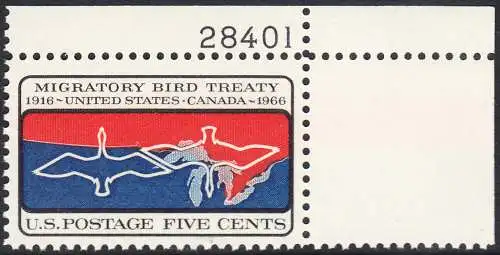 28401
MIGRATORY BIRD TREATY
1916~UNITED STATES·CANADA~1966
U.S. POSTAGE FIVE CENTS